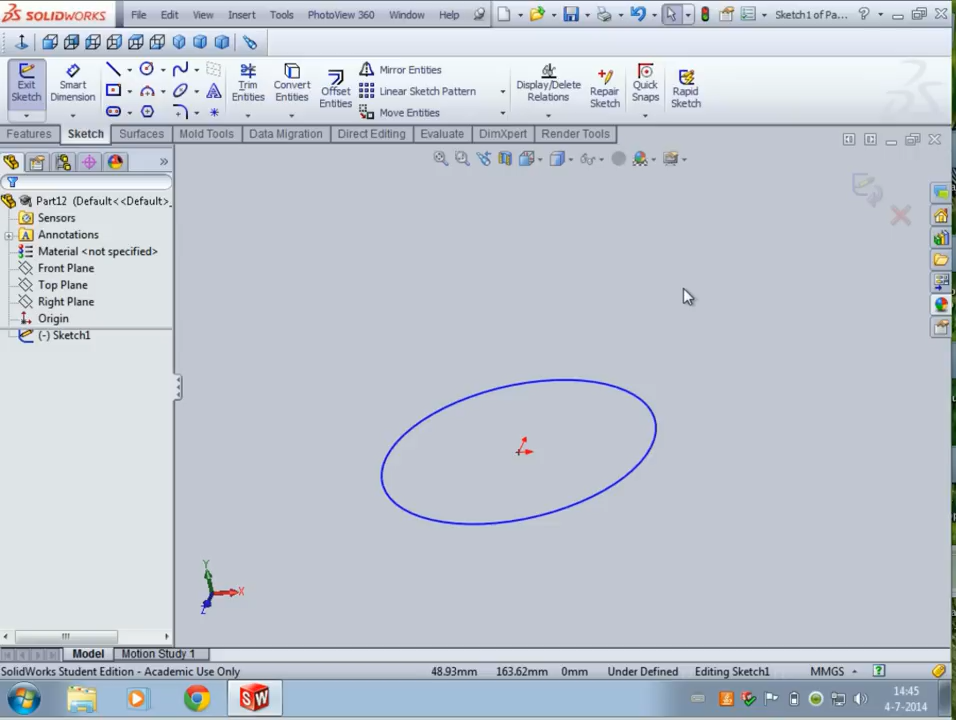 SOLIDWORKS File Edit View Insert Tools PhotoView 360 Window Help Sketch1 of Pa... ?
Exit Sketch
Smart Dimension
Trim Entities
Convert Entities
Offset Entities
Mirror Entities
Linear Sketch Pattern
Move Entities
Display/Delete Relations
Repair Sketch
Quick Snaps
Rapid Sketch
Features Sketch Surfaces Mold Tools Data Migration Direct Editing Evaluate DimXpert Render Tools
Part12 (Default<<Default>_
Sensors
A Annotations
Material <not specified>
Front Plane
Top Plane
Right Plane
Origin
(-) Sketch1
Y
X
Z
Model Motion Study 1
SolidWorks Student Edition - Academic Use Only 48.93mm 163.62mm 0mm Under Defined Editing Sketch1 MMGS ?
SW
14:45
4-7-2014